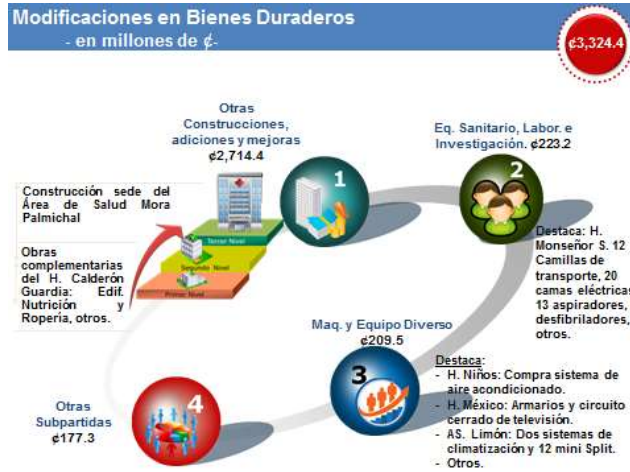 Modificaciones en Bienes Duraderos
- en millones de ¢-
¢3,324.4
Otras
Construcciones,
adiciones y mejoras
¢2,714.4
1
Eq. Sanitario, Labor. e
Investigación. ¢223.2
2
Construcción sede del
Área de Salud Mora
Palmichal
Obras
complementarias
del H. Calderón
Guardia: Edif.
Nutrición y
Ropería, otros.
Tercer Nivel
Segundo Nivel
Primer Nivel
Destaca: H.
Monseñor S. 12
Camillas de
transporte, 20
camas eléctricas
13 aspiradores,
desfibriladores,
otros.
Maq. y Equipo Diverso
¢209.5
3
Destaca:
- H. Niños: Compra sistema de
aire acondicionado.
- H. México: Armarios y circuito
cerrado de televisión.
- AS. Limón: Dos sistemas de
climatización y 12 mini Split.
- Otros.
Otras
Subpartidas
¢177.3
4